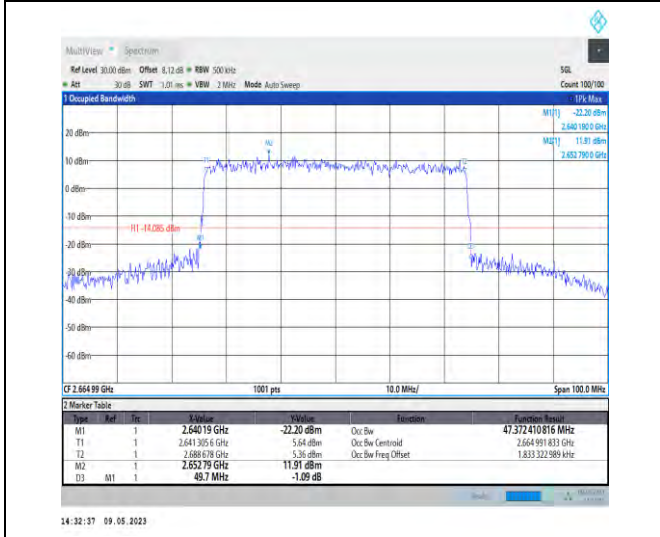 MultiView Spectrum
Ref Level 30.00 dBm Offset 8.12 dB RBW 500 kHz SGL
Att 30 dB SWT 1.01 ms VBW 2 MHz Mode Auto Sweep Count 100/100
1 Occupied Bandwidth 1Pk Max
M1[1] -22.20 dBm
2.640 190 0 GHz
20 dBm
M2[1] 11.91 dBm
2.652 790 0 GHz
M2
10 dBm
T1
T2
0 dBm
-10 dBm
H1 -14.085 dBm
-20 dBm
M1
D3
-30 dBm
-40 dBm
-50 dBm
-60 dBm
CF 2.664 99 GHz 1001 pts 10.0 MHz/ Span 100.0 MHz
2 Marker Table
Type Ref Trc X-Value Y-Value Function Function Result
M1 1 2.640 19 GHz -22.20 dBm Occ Bw 47.372 410 816 MHz
T1 1 2.641 305 6 GHz 5.64 dBm Occ Bw Centroid 2.664 991 833 GHz
T2 1 2.688 678 GHz 5.36 dBm Occ Bw Freq Offset 1.833 322 989 kHz
M2 1 2.652 79 GHz 11.91 dBm
D3 M1 1 49.7 MHz -1.09 dB
Ready
14:32:37 09.05.2023